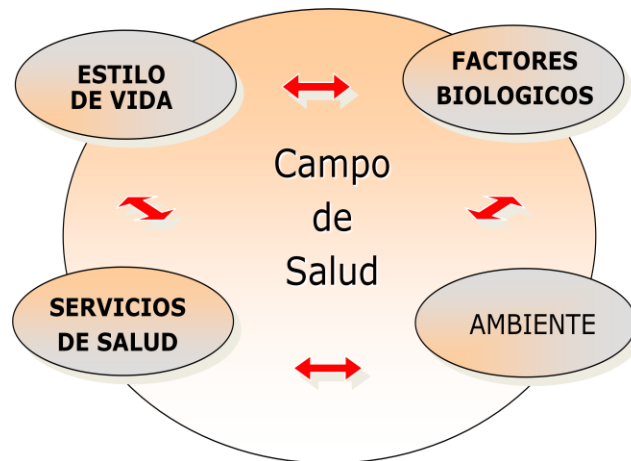 ESTILO
DE VIDA
FACTORES
BIOLOGICOS
Campo
de
Salud
SERVICIOS
DE SALUD
AMBIENTE